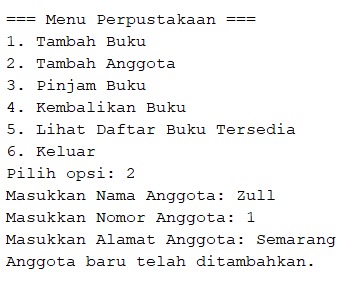 === Menu Perpustakaan ===
1. Tambah Buku
2. Tambah Anggota
3. Pinjam Buku
4. Kembalikan Buku
5. Lihat Daftar Buku Tersedia
6. Keluar
Pilih opsi: 2
Masukkan Nama Anggota: Zull
Masukkan Nomor Anggota: 1
Masukkan Alamat Anggota: Semarang
Anggota baru telah ditambahkan.